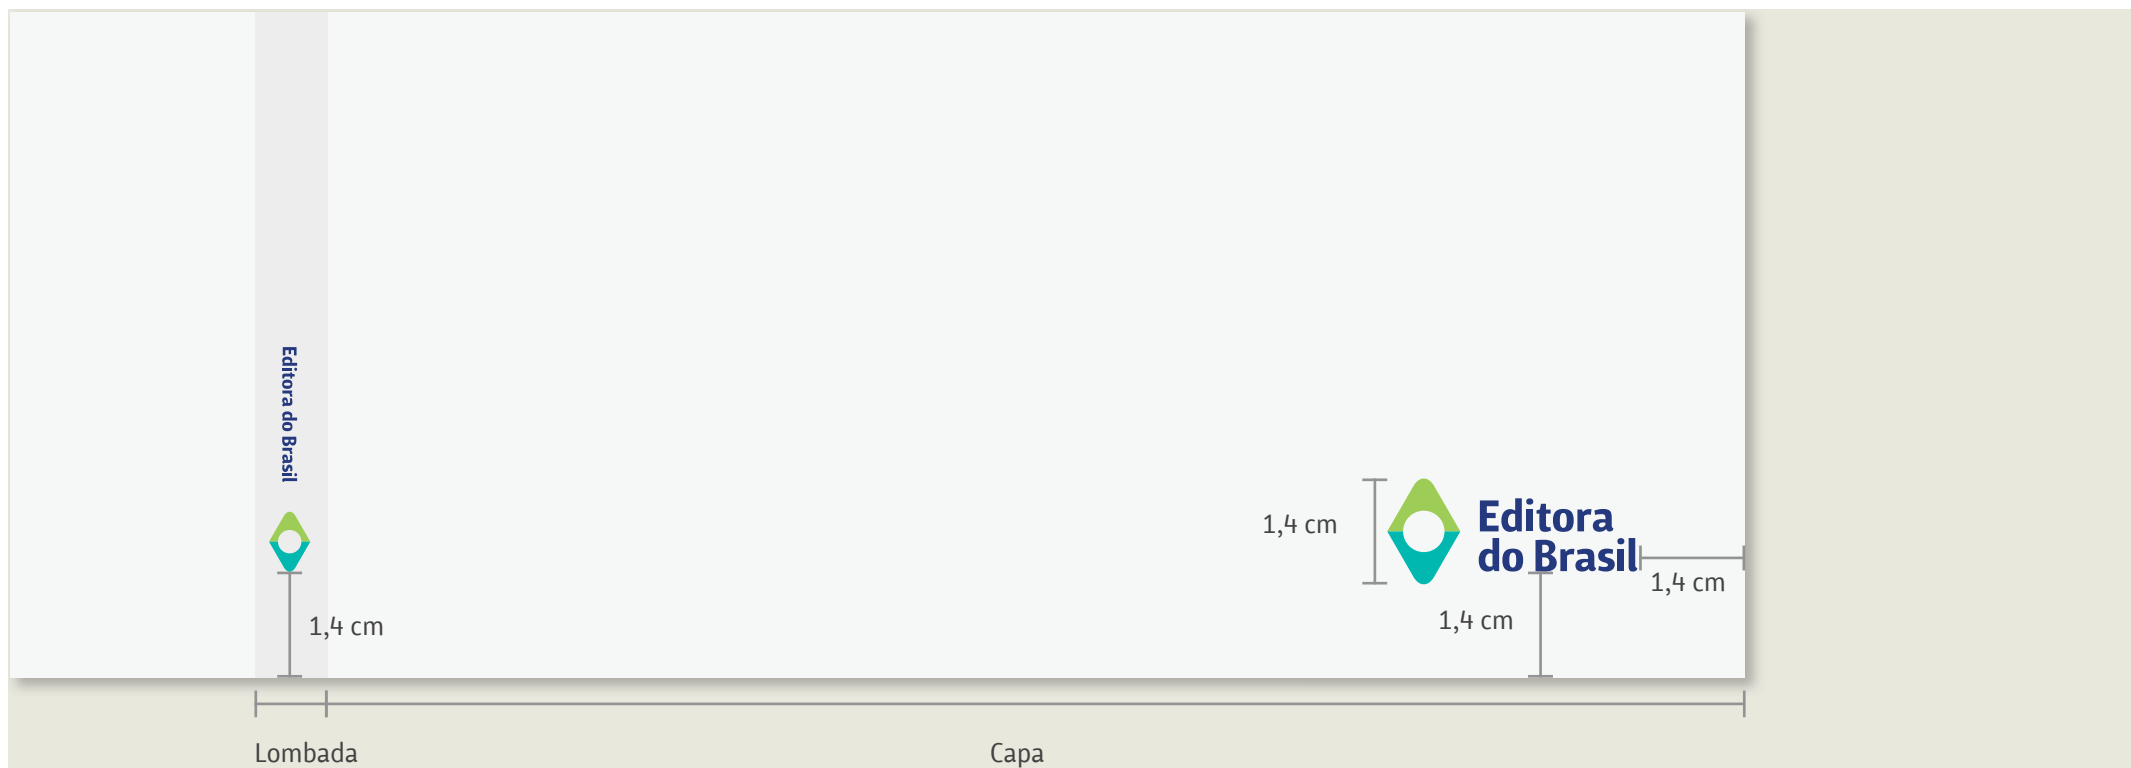 Editora do Brasil
1,4 cm
Editora
do Brasil
1,4 cm
1,4 cm
1,4 cm
Lombada
Capa